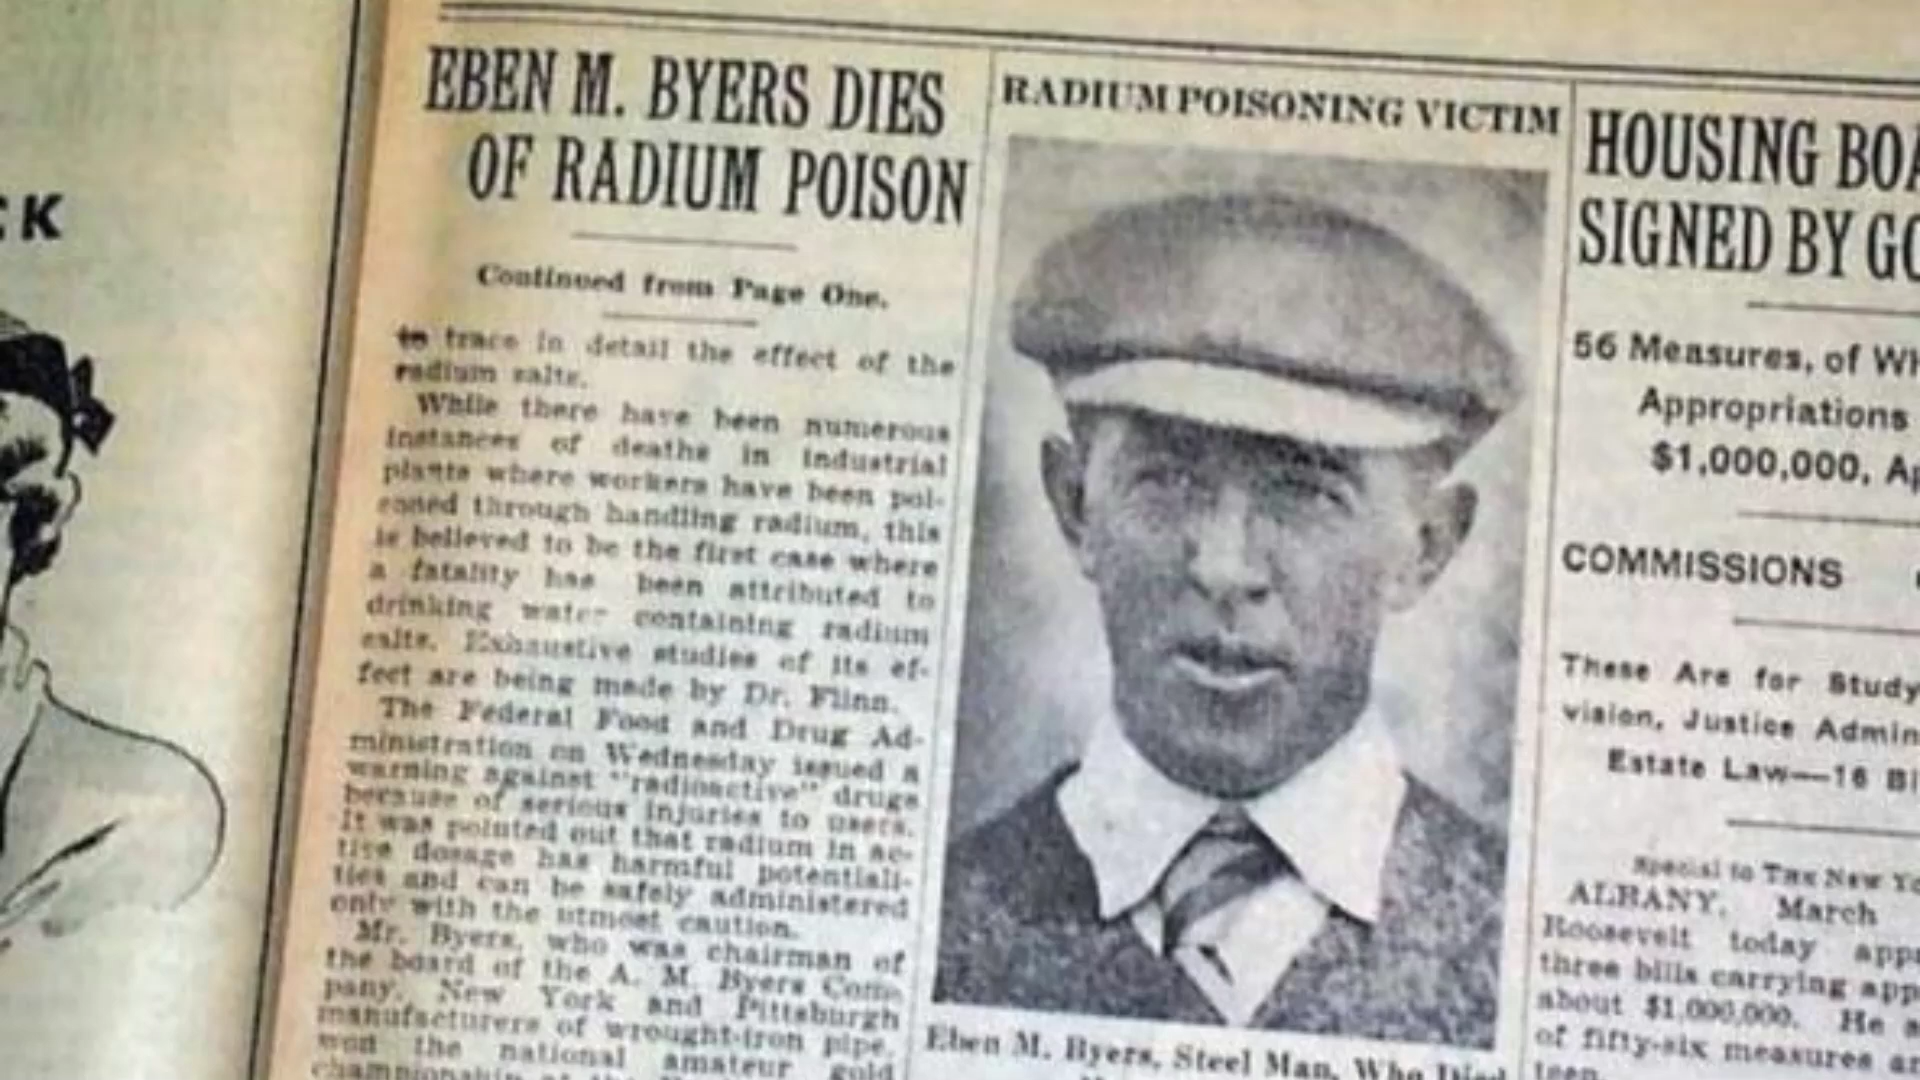 CK
EBEN M. BYERS DIES
OF RADIUM POISON
Continued from Page One.
to trace in detail the effect of the
radium salts.
While there have been numerous
instances of deaths in industrial
plants where workers have been poi-
soned through handling radium, this
is believed to be the first case where
a fatality has been attributed to
drinking water containing radium
salts. Exhaustive studies of its ef-
fect are being made by Dr. Flinn.
The Federal Food and Drug Ad-
ministration on Wednesday issued a
warning against "radioactive" drugs
because of serious injuries to users.
It was pointed out that radium in ac-
tive dosage has harmful potentiali-
ties and can be safely administered
only with the utmost caution.
Mr. Byers, who was chairman of
the board of the A. M. Byers Com-
pany, New York and Pittsburgh
manufacturers of wrought-iron pipe,
won the national amateur gold
championship of the
RADIUM POISONING VICTIM
Eben M. Byers, Steel Man, Who Died
HOUSING BOA
SIGNED BY GO
56 Measures, of Wh
Appropriations
$1,000,000, Ap
COMMISSIONS
These Are for Study
vision, Justice Admin
Estate Law—16 Bi
Special to THE NEW YO
ALBANY, March
Roosevelt today appr
three bills carrying app
about $1,000,000. He a
of fifty-six measures an
teen.